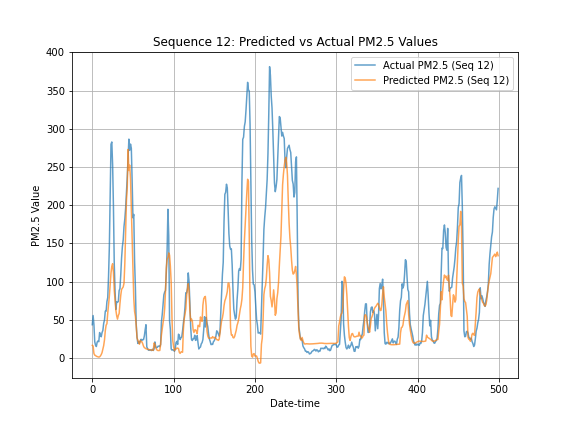 Sequence 12: Predicted vs Actual PM2.5 Values
Actual PM2.5 (Seq 12)
Predicted PM2.5 (Seq 12)
PM2.5 Value
400
350
300
250
200
150
100
50
0
0 100 200 300 400 500
Date-time